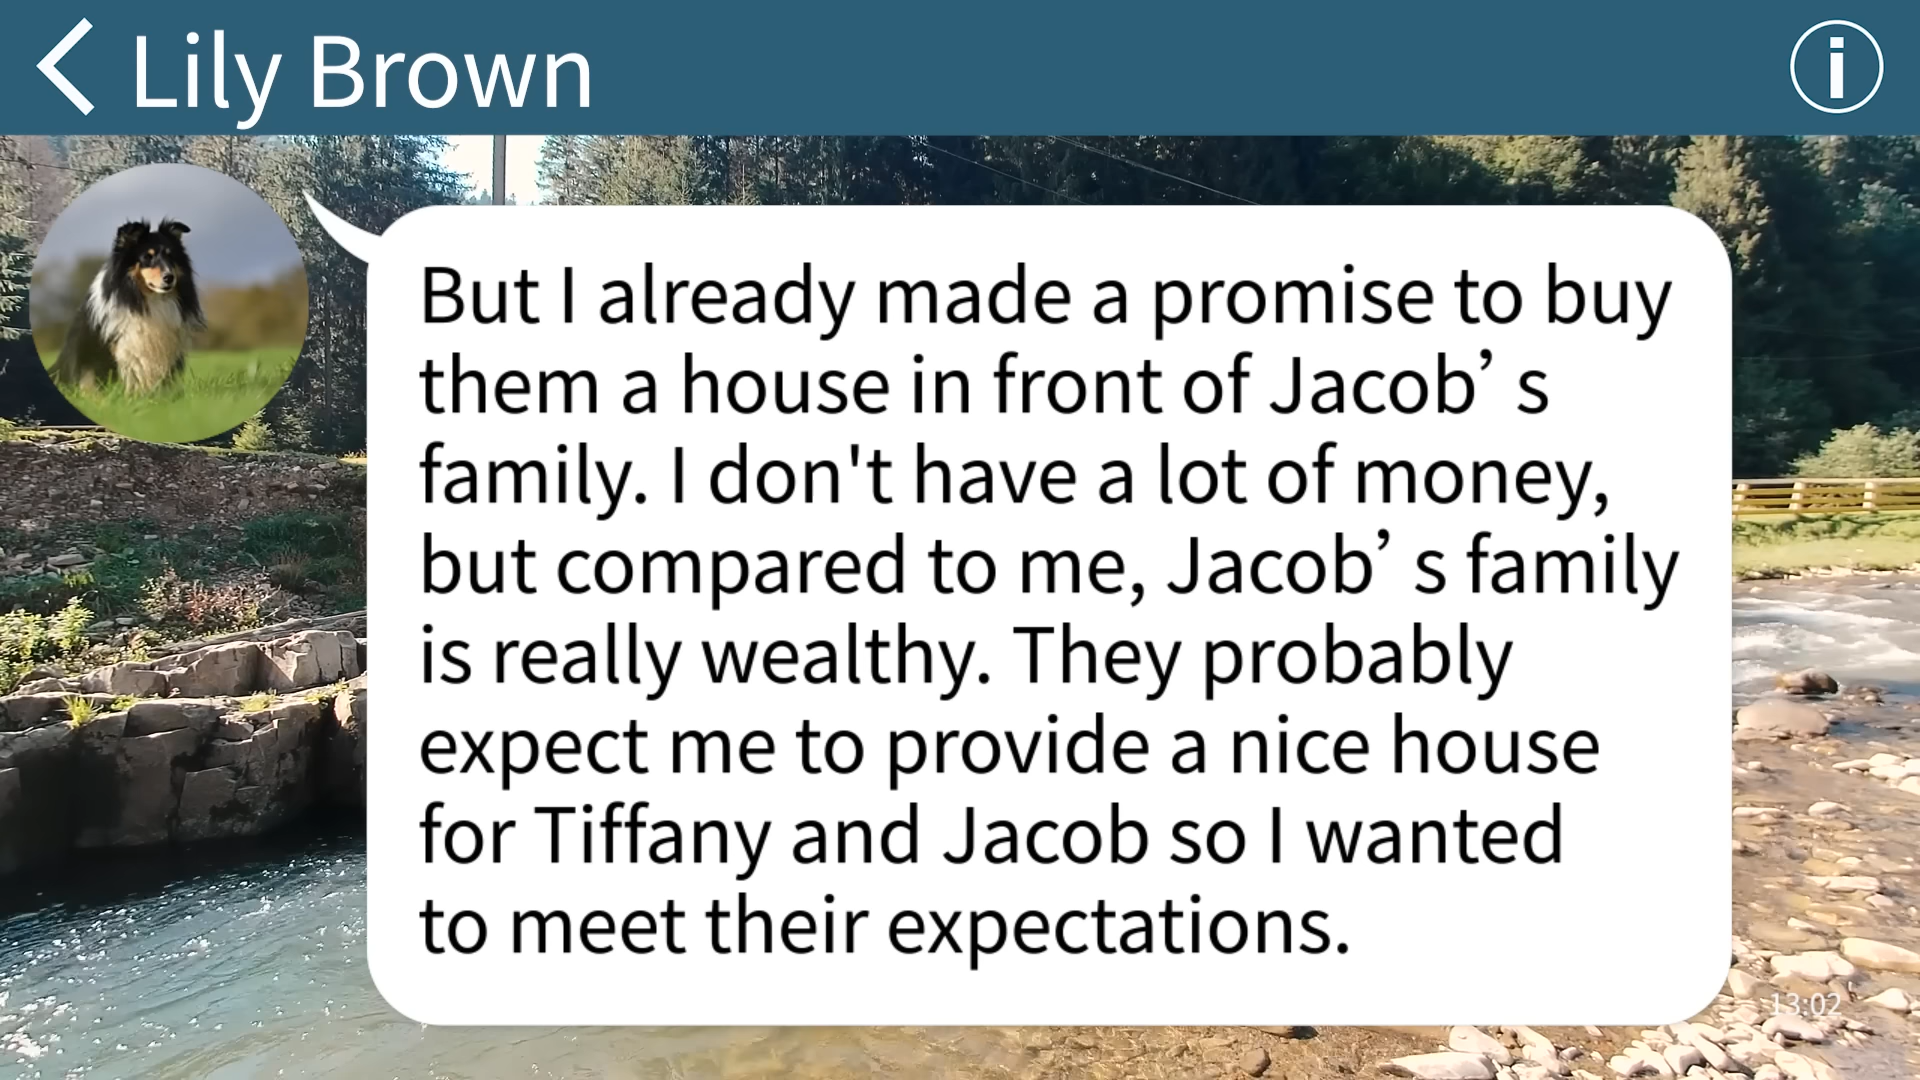 Lily Brown
But I already made a promise to buy
them a house in front of Jacob’s
family. I don't have a lot of money,
but compared to me, Jacob’s family
is really wealthy. They probably
expect me to provide a nice house
for Tiffany and Jacob so I wanted
to meet their expectations.
13:02